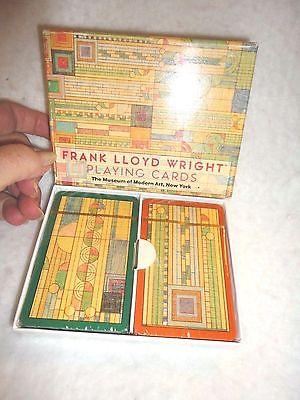 FRANK LLOYD WRIGHT
PLAYING CARDS
The Museum of Modern Art, New York